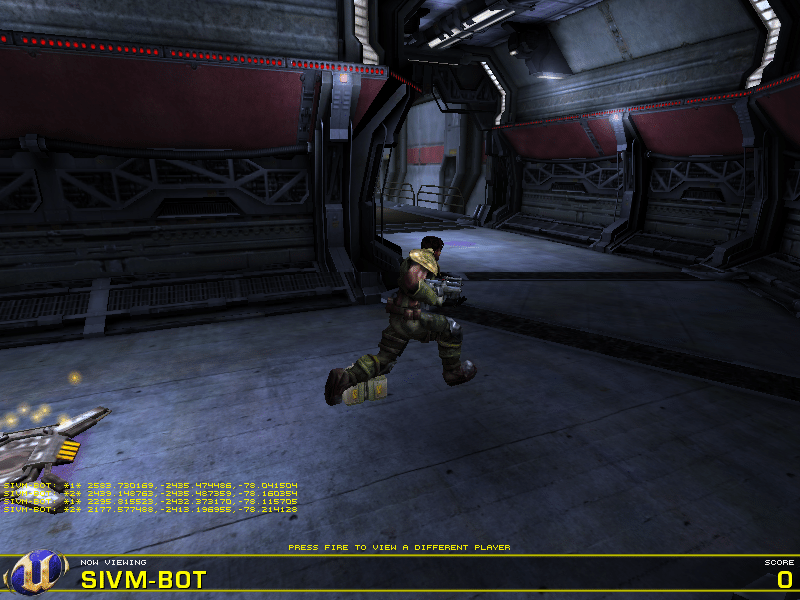 SIVM-BOT: *1* 2583.730169,-2435.474486,-78.041504
SIVM-BOT: *2* 2439.148763,-2435.487359,-78.160354
SIVM-BOT: *1* 2295.815523,-2432.373170,-78.115705
SIVM-BOT: *2* 2177.577488,-2413.196955,-78.214128
PRESS FIRE TO VIEW A DIFFERENT PLAYER
NOW VIEWING
SIVM-BOT
SCORE
0